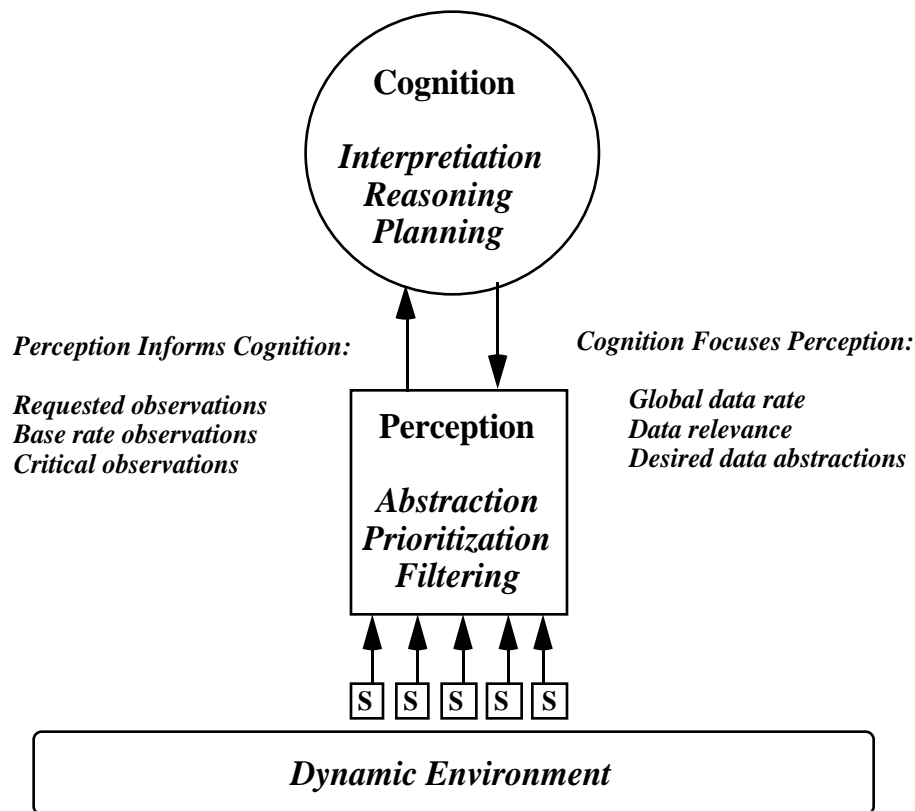 Cognition
Interpretiation
Reasoning
Planning
Perception Informs Cognition:
Requested observations
Base rate observations
Critical observations
Cognition Focuses Perception:
Global data rate
Data relevance
Desired data abstractions
Perception
Abstraction
Prioritization
Filtering
S S S S S
Dynamic Environment